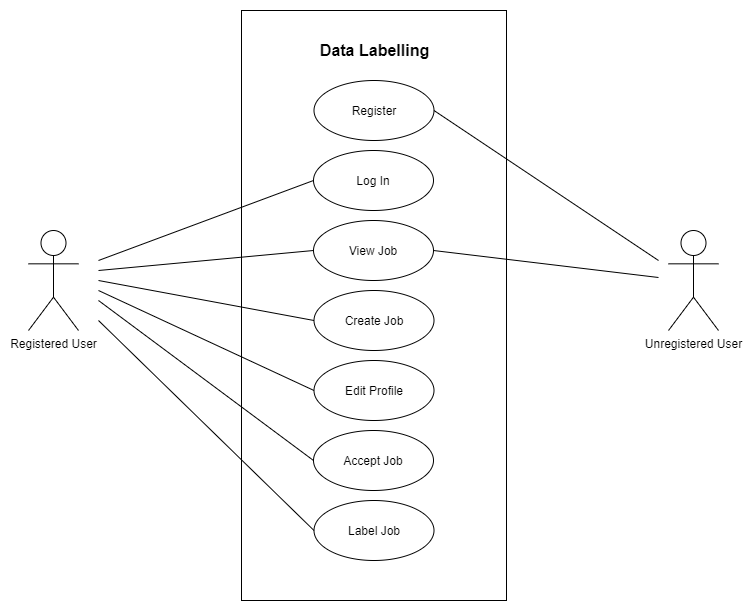 Data Labelling
Register
Log In
View Job
Create Job
Edit Profile
Accept Job
Label Job
Registered User
Unregistered User